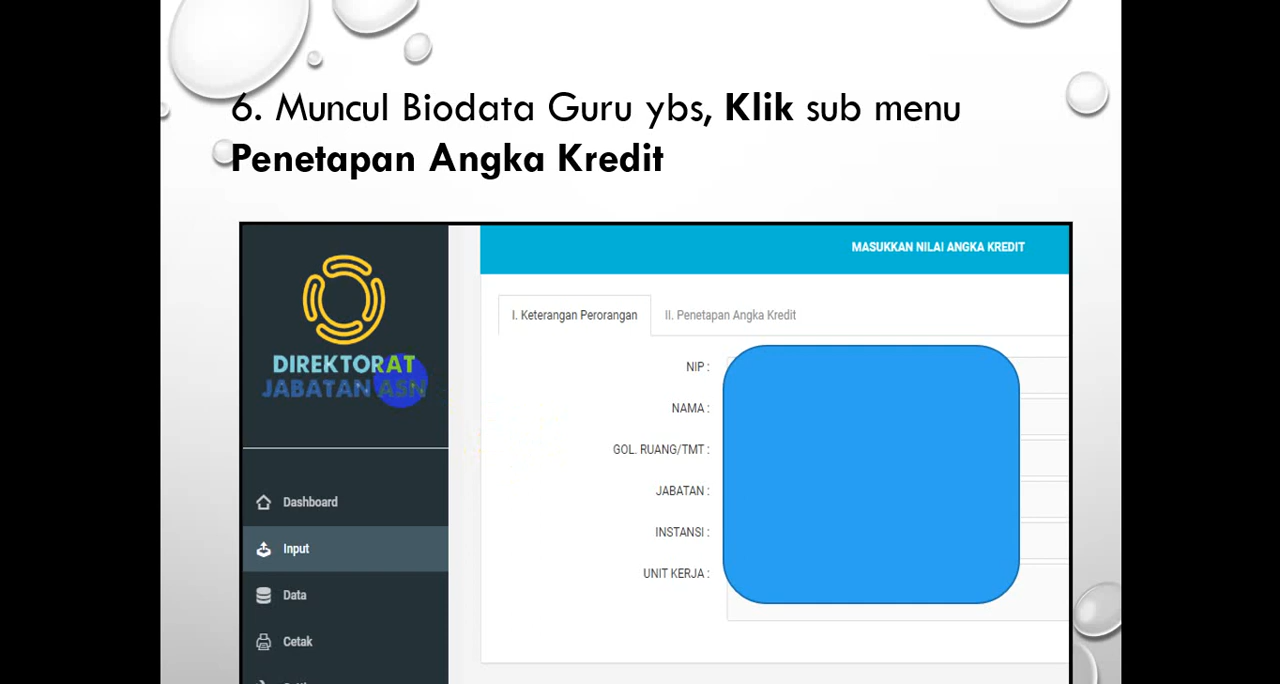 6. Muncul Biodata Guru ybs, Klik sub menu
Penetapan Angka Kredit
MASUKKAN NILAI ANGKA KREDIT
I. Keterangan Perorangan
II. Penetapan Angka Kredit
DIREKTORAT
JABATAN ASN
NIP :
NAMA :
GOL. RUANG/TMT :
JABATAN :
INSTANSI :
UNIT KERJA :
Dashboard
Input
Data
Cetak